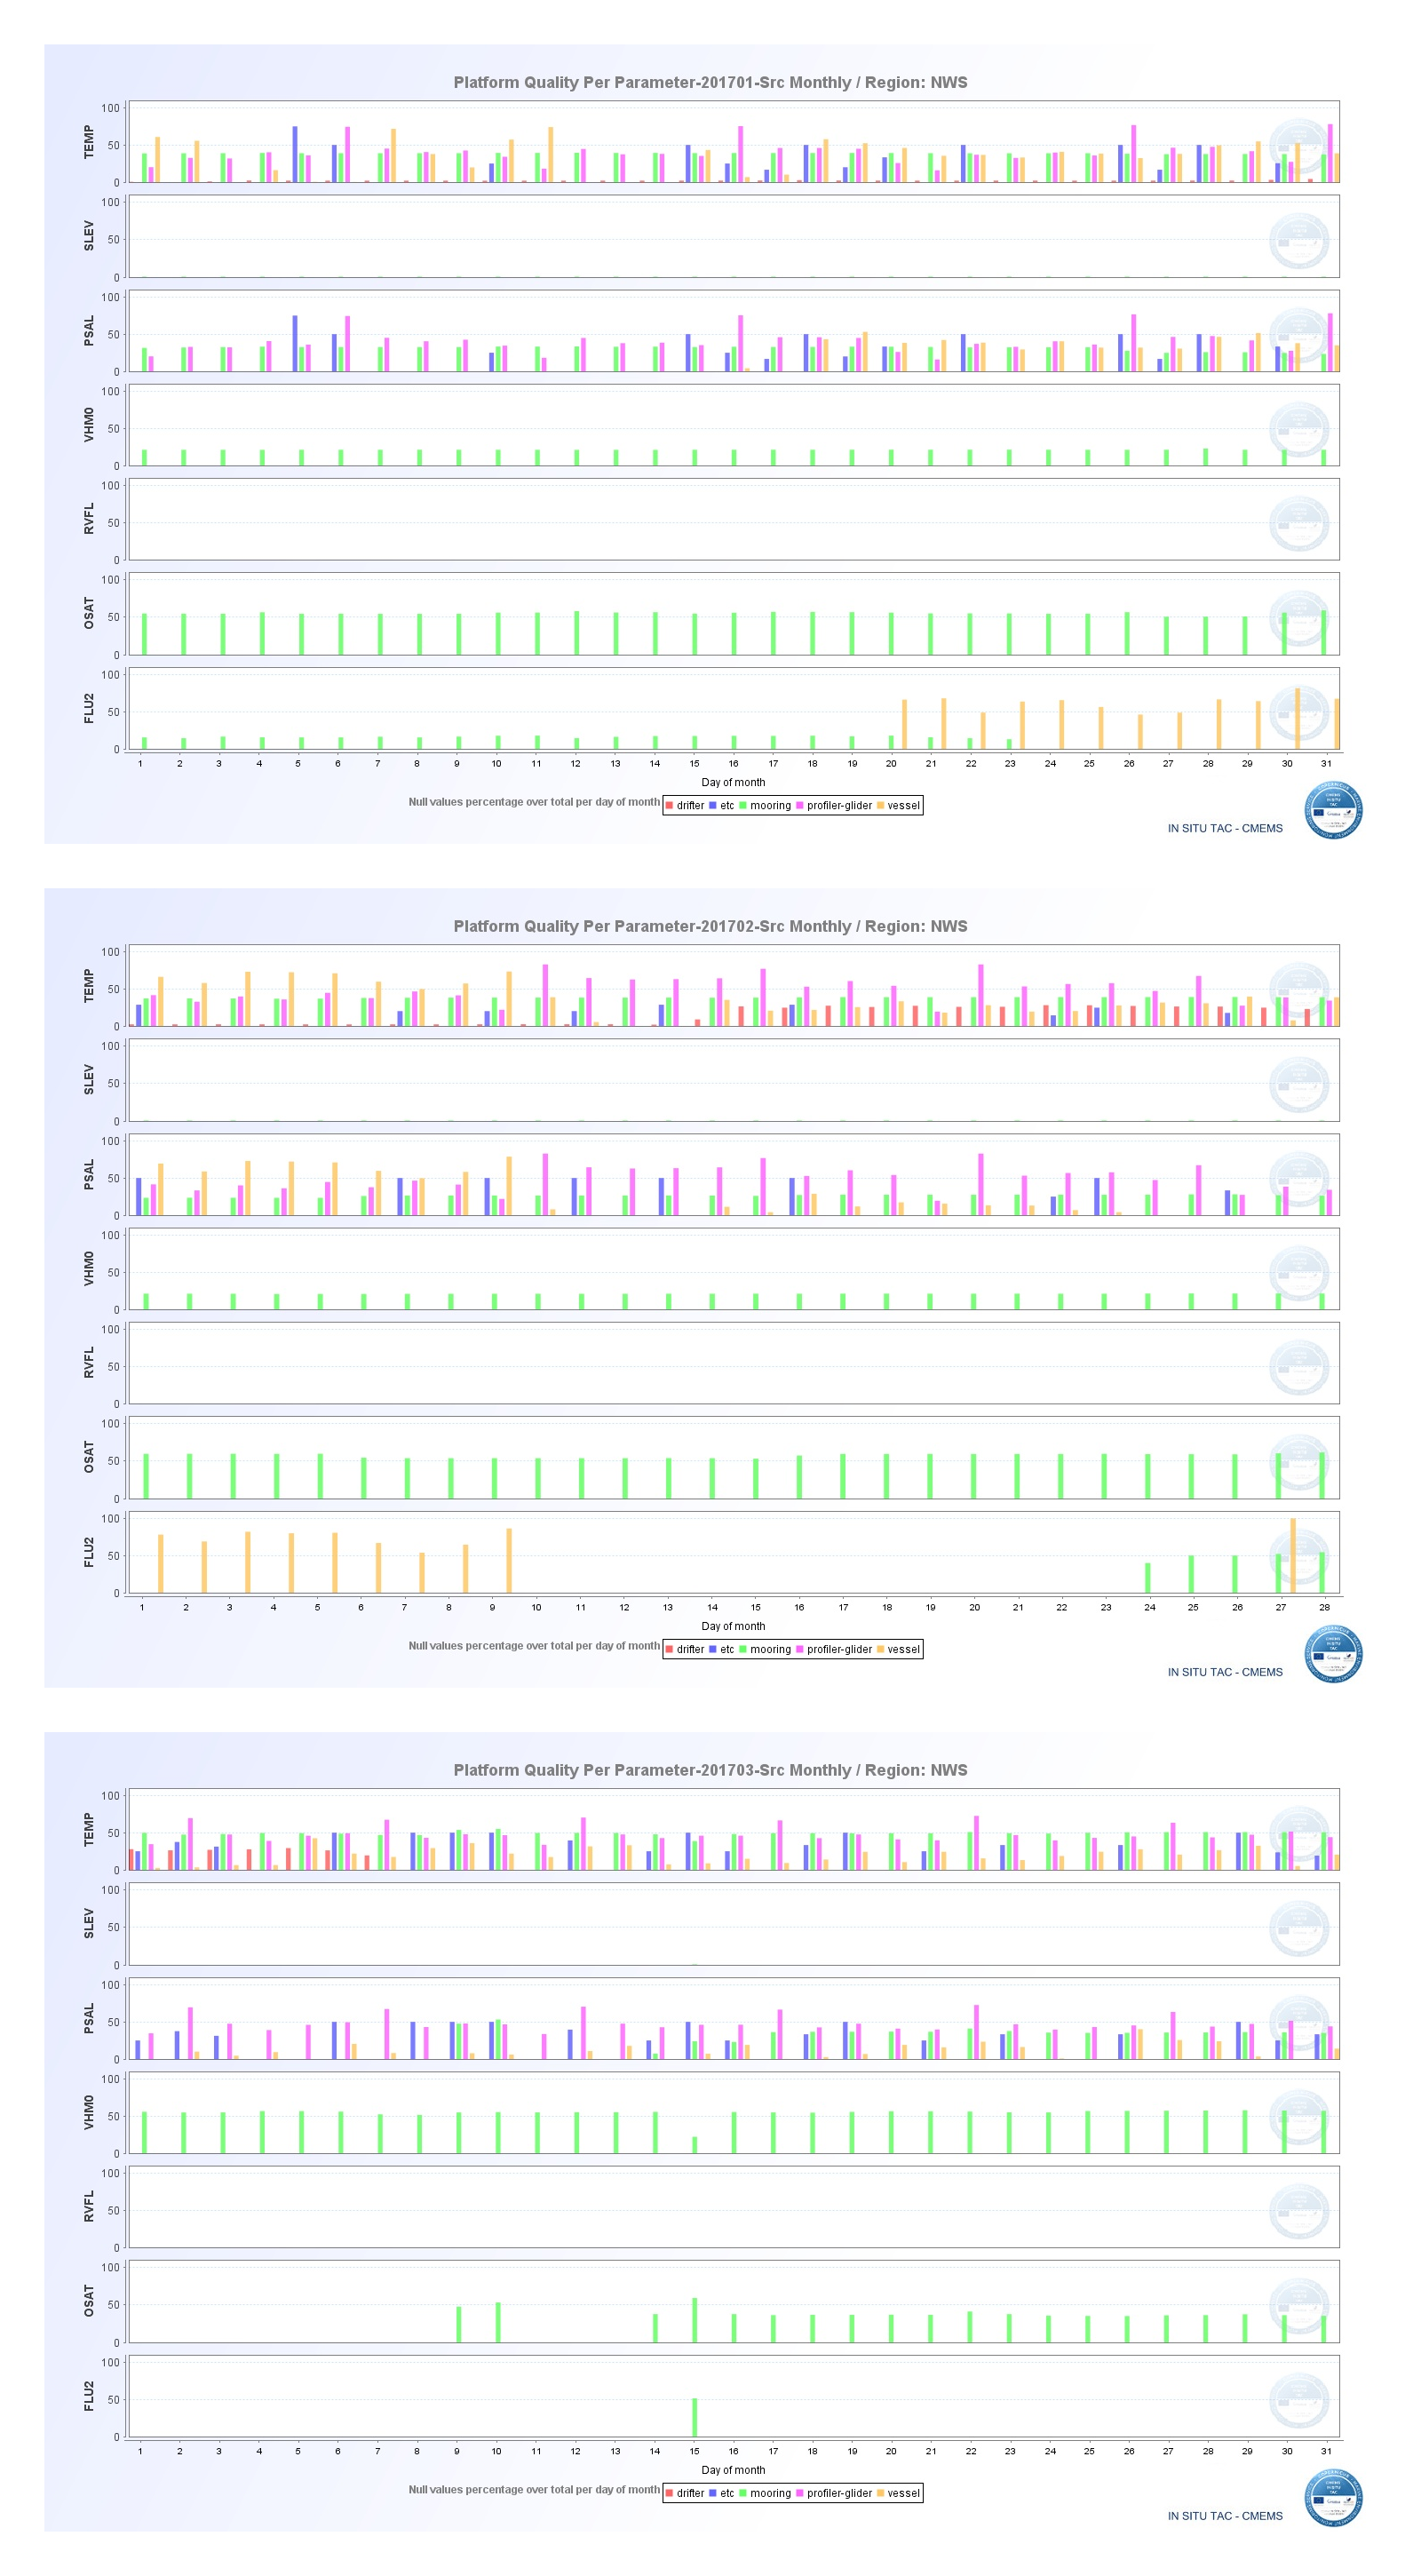 Platform Quality Per Parameter-201701-Src Monthly / Region: NWS
TEMP
100
50
0
SLEV
100
50
0
PSAL
100
50
0
VHM0
100
50
0
RVFL
100
50
0
OSAT
100
50
0
FLU2
100
50
0
1 2 3 4 5 6 7 8 9 10 11 12 13 14 15 16 17 18 19 20 21 22 23 24 25 26 27 28 29 30 31
Day of month
Null values percentage over total per day of month drifter etc mooring profiler-glider vessel
IN SITU TAC - CMEMS
Platform Quality Per Parameter-201702-Src Monthly / Region: NWS
TEMP
100
50
0
SLEV
100
50
0
PSAL
100
50
0
VHM0
100
50
0
RVFL
100
50
0
OSAT
100
50
0
FLU2
100
50
0
1 2 3 4 5 6 7 8 9 10 11 12 13 14 15 16 17 18 19 20 21 22 23 24 25 26 27 28
Day of month
Null values percentage over total per day of month drifter etc mooring profiler-glider vessel
IN SITU TAC - CMEMS
Platform Quality Per Parameter-201703-Src Monthly / Region: NWS
TEMP
100
50
0
SLEV
100
50
0
PSAL
100
50
0
VHM0
100
50
0
RVFL
100
50
0
OSAT
100
50
0
FLU2
100
50
0
1 2 3 4 5 6 7 8 9 10 11 12 13 14 15 16 17 18 19 20 21 22 23 24 25 26 27 28 29 30 31
Day of month
Null values percentage over total per day of month drifter etc mooring profiler-glider vessel
IN SITU TAC - CMEMS